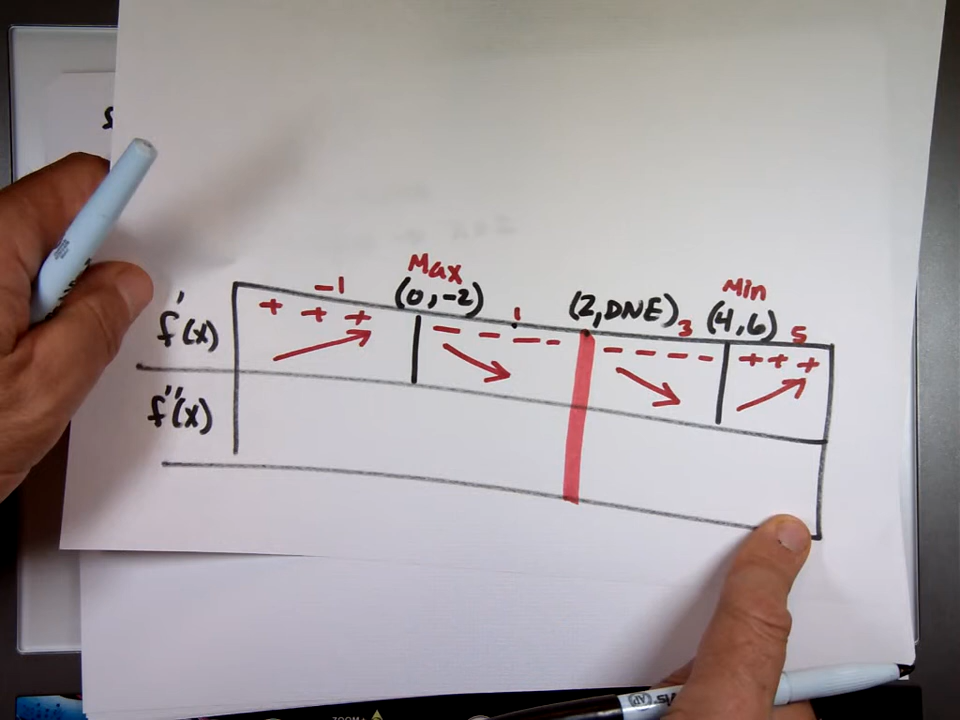 Max
Min
-1
(0,-2)
1
(2,DNE)
3
(4,6)
5
f'(x)
+ + +
- - - - -
- - - -
+ + +
f''(x)